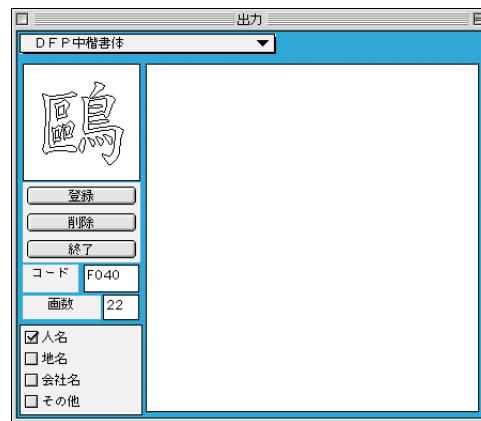 出力
ＤＦＰ中楷書体
鷗
登録
削除
終了
コード F040
画数 22
人名
地名
会社名
その他